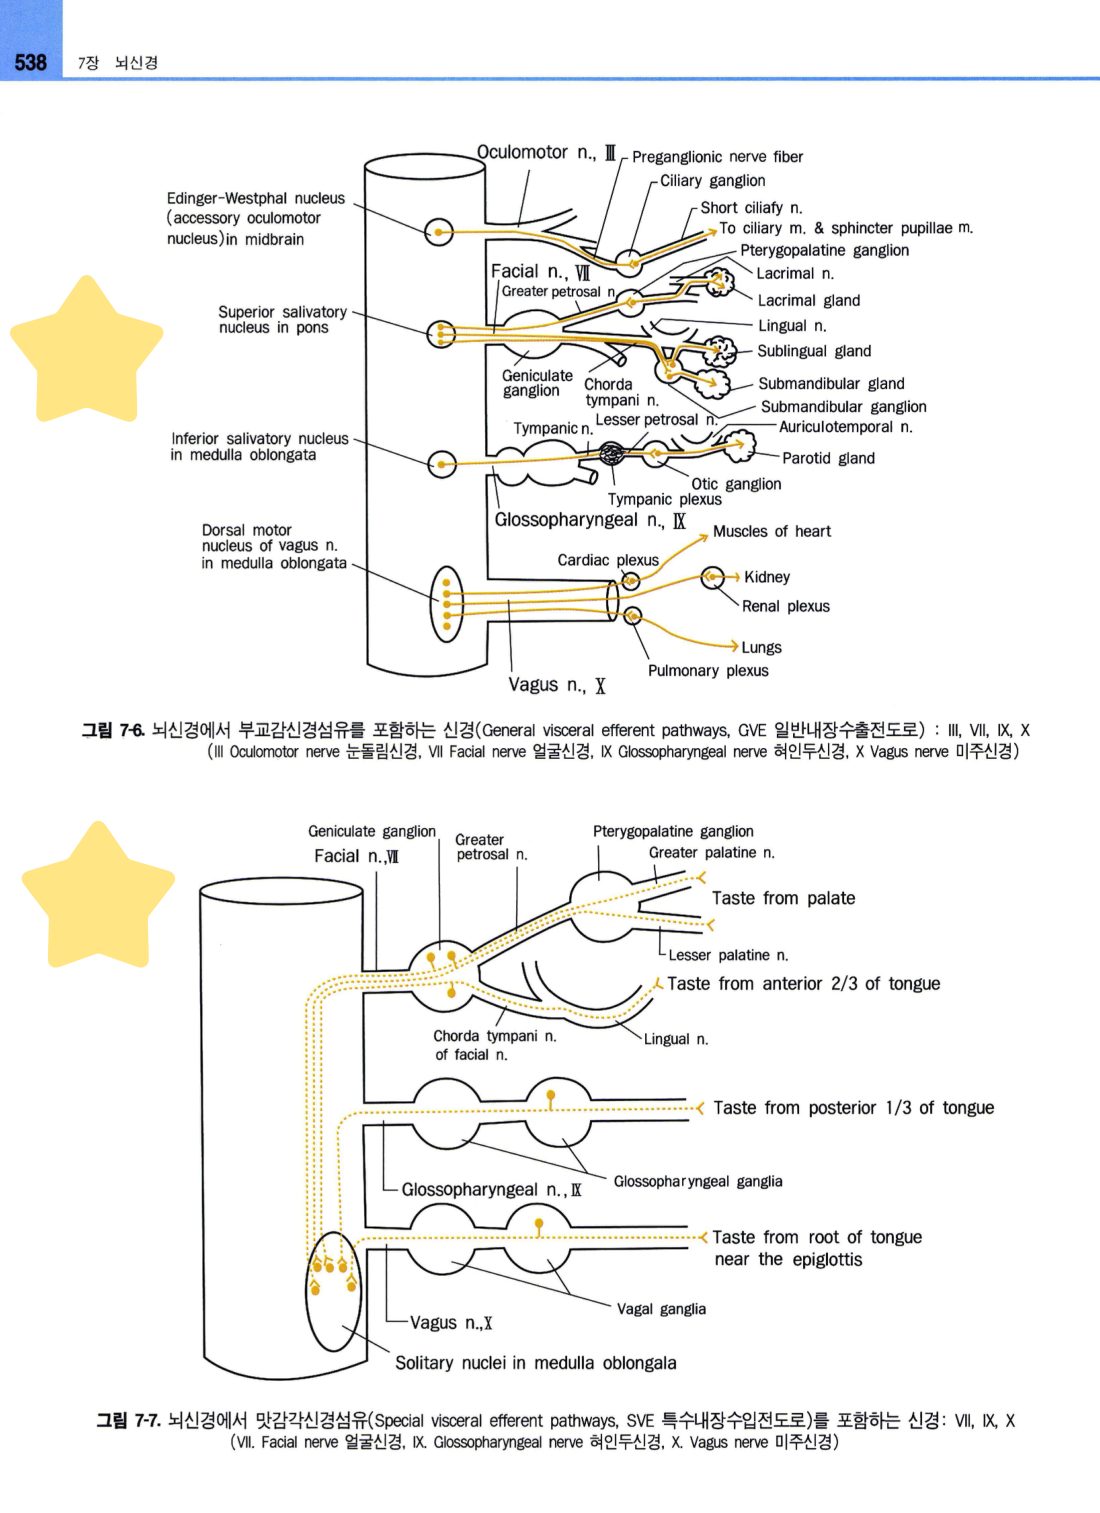 538 7장 뇌신경
Oculomotor n., Ⅲ
Preganglionic nerve fiber
Ciliary ganglion
Edinger-Westphal nucleus
(accessory oculomotor
nucleus)in midbrain
Short ciliafy n.
To ciliary m. & sphincter pupillae m.
Pterygopalatine ganglion
Facial n., Ⅶ
Lacrimal n.
Greater petrosal n.
Lacrimal gland
Superior salivatory
nucleus in pons
Lingual n.
Sublingual gland
Geniculate
ganglion
Chorda
tympani n.
Submandibular gland
Submandibular ganglion
Lesser petrosal n.
Tympanic n.
Auriculotemporal n.
Inferior salivatory nucleus
in medulla oblongata
Parotid gland
Otic ganglion
Tympanic plexus
Glossopharyngeal n., Ⅸ
Dorsal motor
nucleus of vagus n.
in medulla oblongata
Muscles of heart
Cardiac plexus
Kidney
Renal plexus
Lungs
Pulmonary plexus
Vagus n., Ⅹ
그림 7-6. 뇌신경에서 부교감신경섬유를 포함하는 신경(General visceral efferent pathways, GVE 일반내장수출전도로) : III, VII, IX, X
(III Oculomotor nerve 눈돌림신경, VII Facial nerve 얼굴신경, IX Glossopharyngeal nerve 혀인두신경, X Vagus nerve 미주신경)
Geniculate ganglion
Facial n.,Ⅶ
Greater
petrosal n.
Pterygopalatine ganglion
Greater palatine n.
Taste from palate
Lesser palatine n.
Taste from anterior 2/3 of tongue
Chorda tympani n.
of facial n.
Lingual n.
Taste from posterior 1/3 of tongue
Glossopharyngeal ganglia
Glossopharyngeal n., Ⅸ
Taste from root of tongue
near the epiglottis
Vagal ganglia
Vagus n.,Ⅹ
Solitary nuclei in medulla oblongala
그림 7-7. 뇌신경에서 맛감각신경섬유(Special visceral efferent pathways, SVE 특수내장수입전도로)를 포함하는 신경: VII, IX, X
(VII. Facial nerve 얼굴신경, IX. Glossopharyngeal nerve 혀인두신경, X. Vagus nerve 미주신경)